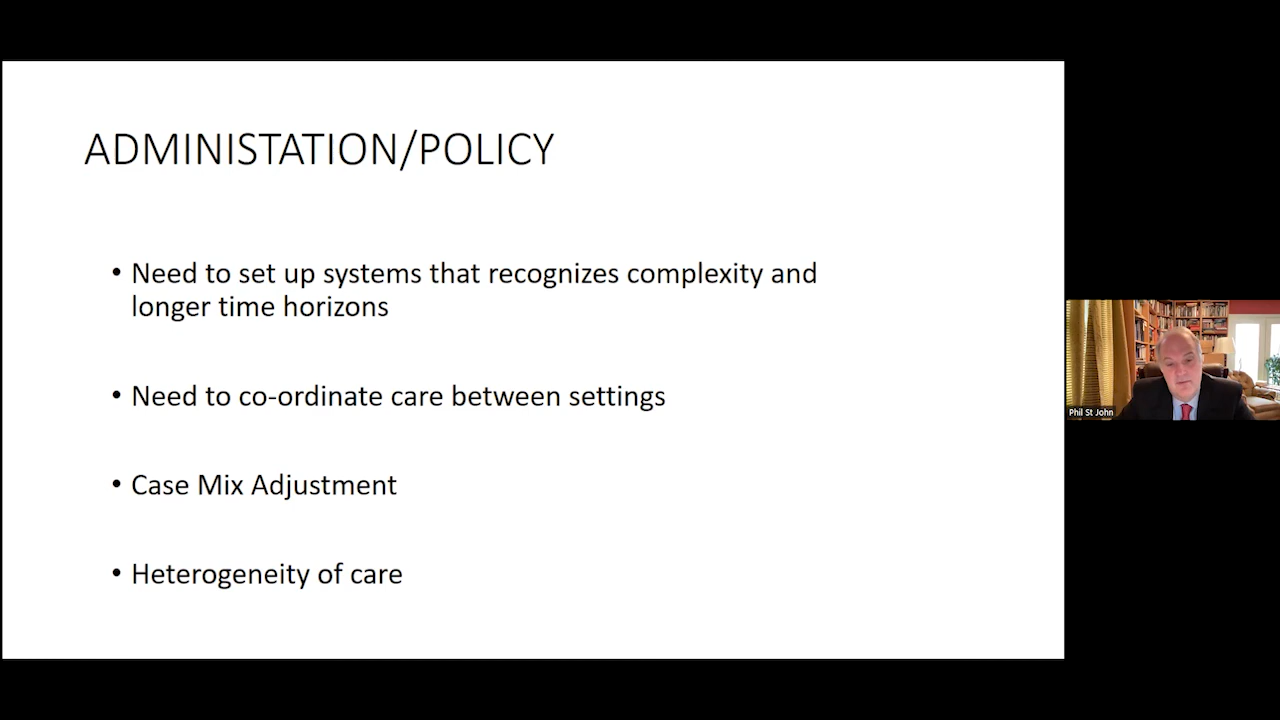 ADMINISTATION/POLICY
• Need to set up systems that recognizes complexity and
longer time horizons
• Need to co-ordinate care between settings
• Case Mix Adjustment
• Heterogeneity of care
Phil St John